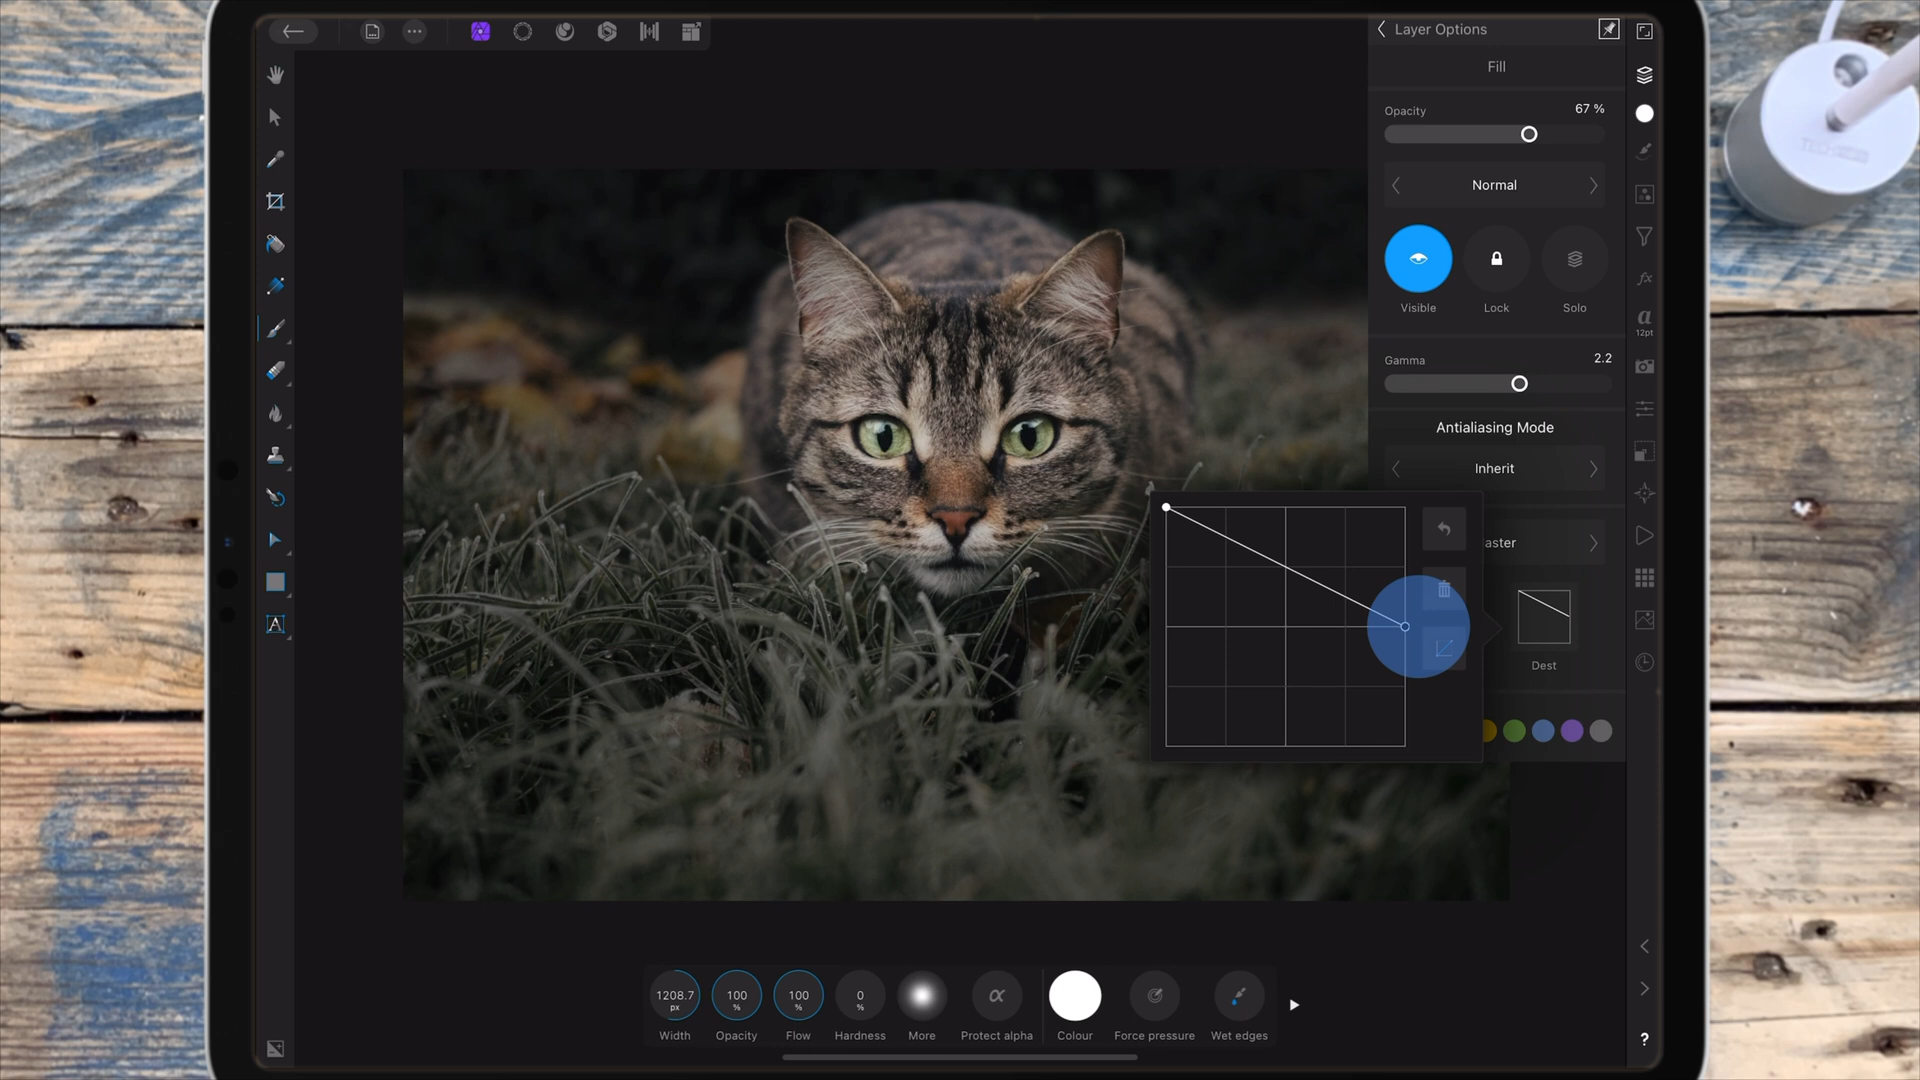 Layer Options
Fill
Opacity
67 %
Normal
Visible
Lock
Solo
Gamma
2.2
Antialiasing Mode
Inherit
aster
Dest
a
12pt
fx
A
1208.7
px
100
%
100
%
0
%
α
Width
Opacity
Flow
Hardness
More
Protect alpha
Colour
Force pressure
Wet edges
?